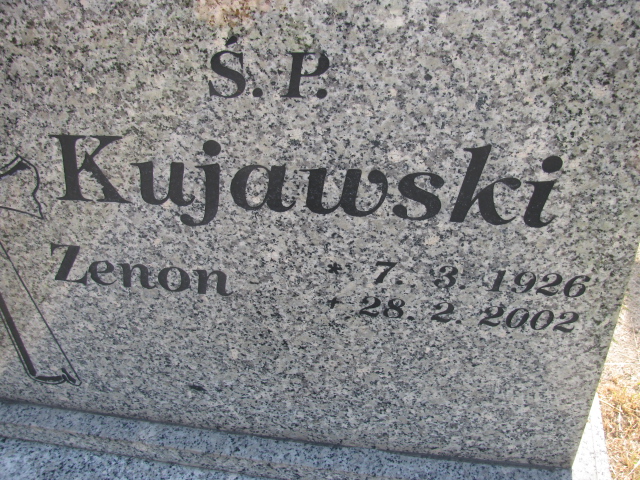 Ś. P.
Kujawski
Zenon * 7. 3. 1926
+ 28. 2. 2002